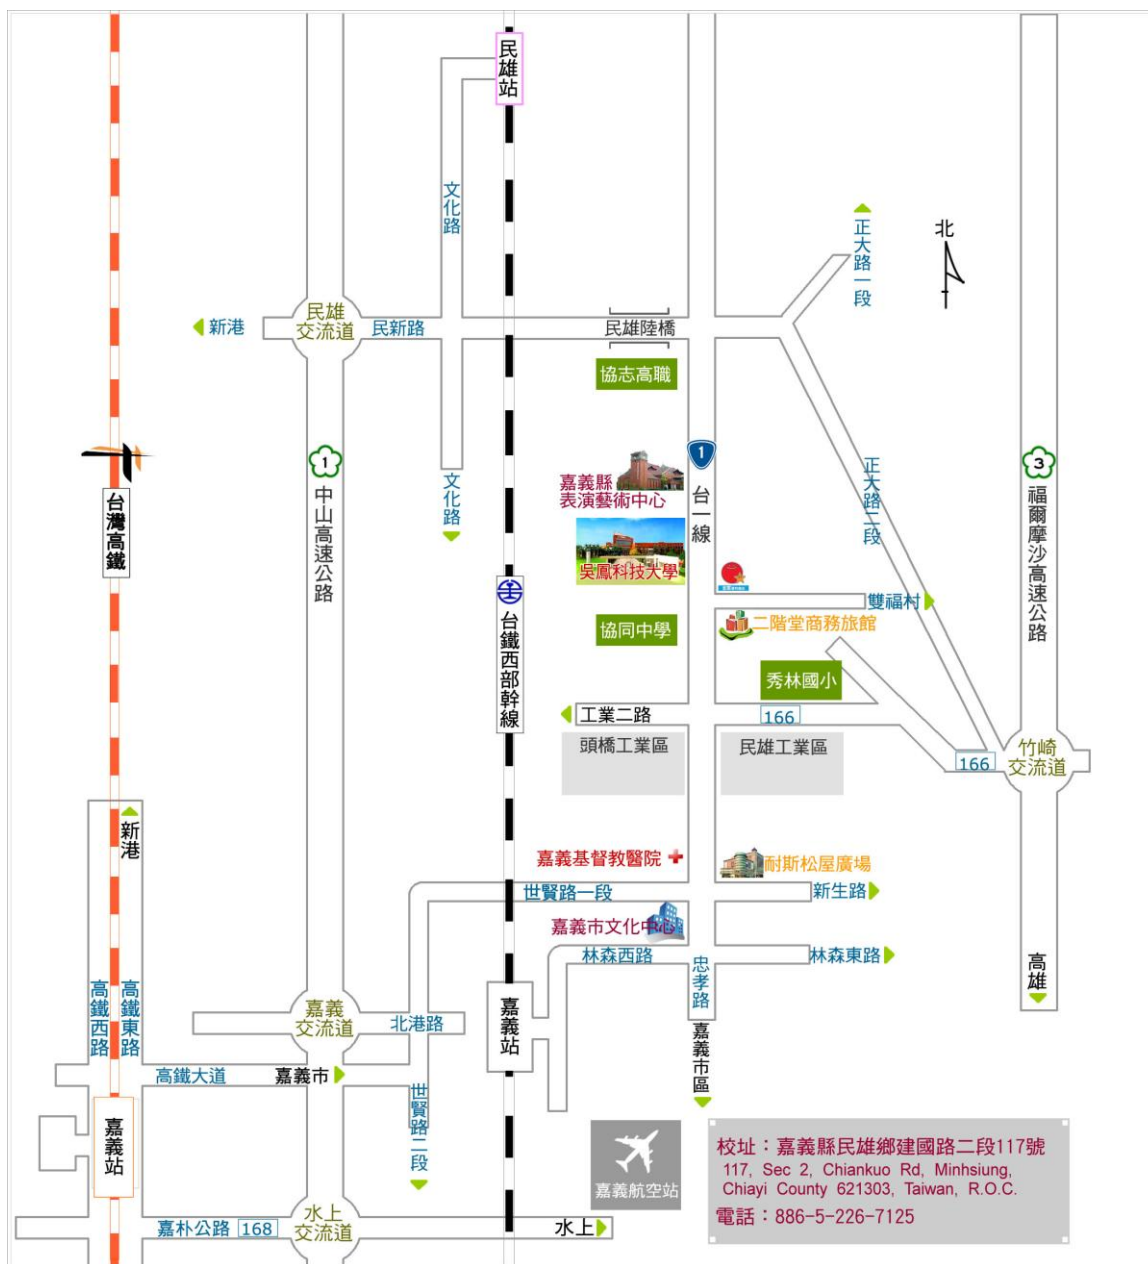 民雄站
文化路
正大路一段
北
新港
民雄
交流道
民新路
民雄陸橋
協志高職
1
中山高速公路
文化路
嘉義縣
表演藝術中心
1
台一線
正大路二段
3
福爾摩沙高速公路
台灣高鐵
吳鳳科技大學
台鐵西部幹線
雙福村
協同中學
二階堂商務旅館
秀林國小
工業二路
166
頭橋工業區
民雄工業區
166
竹崎
交流道
新港
嘉義基督教醫院
耐斯松屋廣場
世賢路一段
新生路
嘉義市文化中心
林森西路
忠孝路
林森東路
高雄
高鐵西路
高鐵東路
嘉義
交流道
北港路
嘉義站
嘉義市區
高鐵大道
嘉義市
世賢路二段
嘉義站
嘉義航空站
校址：嘉義縣民雄鄉建國路二段117號
117, Sec 2, Chiankuo Rd, Minhsiung,
Chiayi County 621303, Taiwan, R.O.C.
電話：886-5-226-7125
嘉朴公路 168
水上
交流道
水上